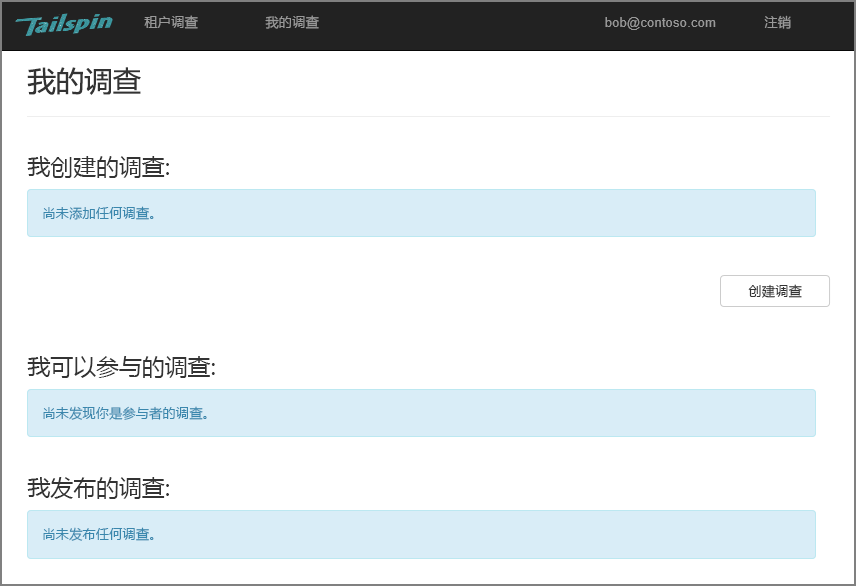 Tailspin 租户调查 我的调查 bob@contoso.com 注销
我的调查
我创建的调查:
尚未添加任何调查。
创建调查
我可以参与的调查:
尚未发现你是参与者的调查。
我发布的调查:
尚未发布任何调查。